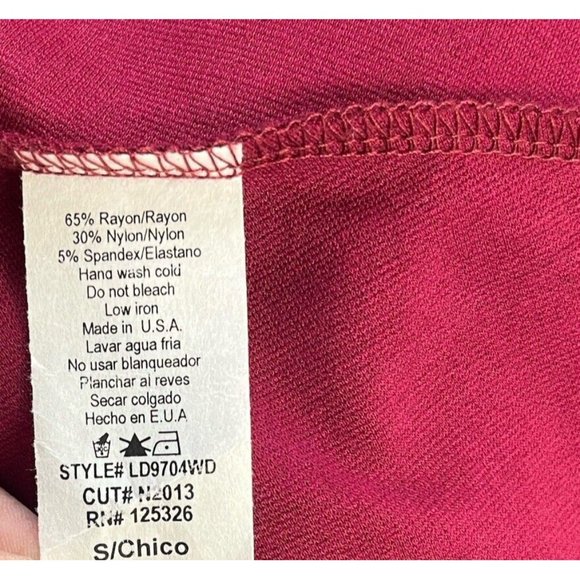 65% Rayon/Rayon
30% Nylon/Nylon
5% Spandex/Elastano
Hand wash cold
Do not bleach
Low iron
Made in U.S.A.
Lavar agua fria
No usar blanqueador
Planchar al reves
Secar colgado
Hecho en E.U.A
STYLE# LD9704WD
CUT# N2013
RN# 125326
S/Chico